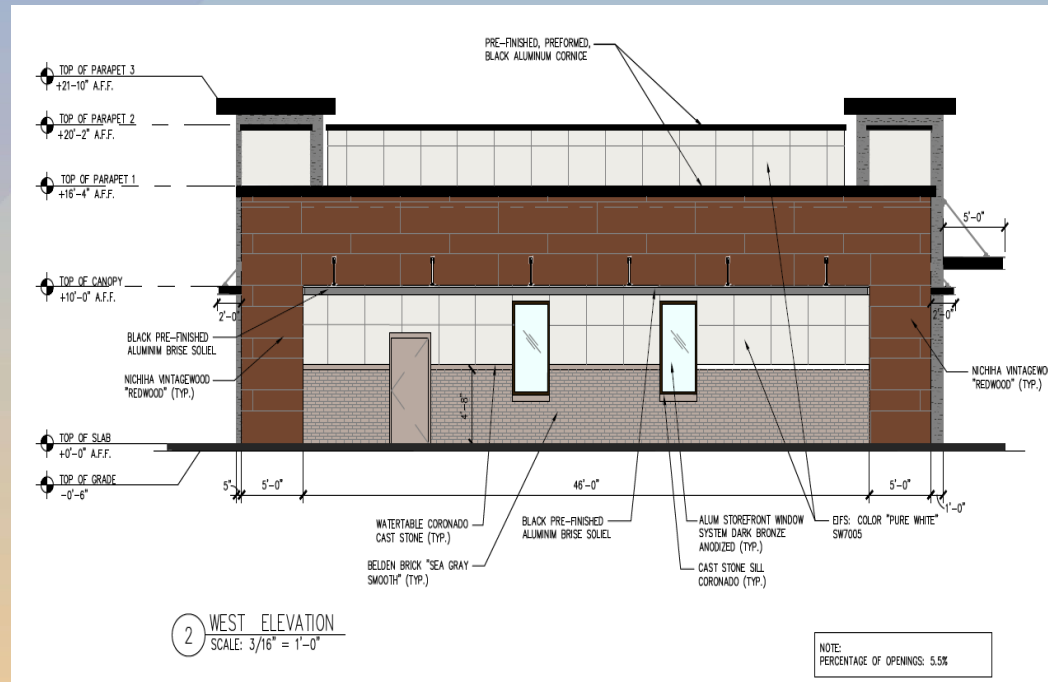 PRE-FINISHED, PREFORMED,
BLACK ALUMINUM CORNICE
TOP OF PARAPET 3
+21'-10" A.F.F.
TOP OF PARAPET 2
+20'-2" A.F.F.
TOP OF PARAPET 1
+16'-4" A.F.F.
5'-0"
TOP OF CANOPY
+10'-0" A.F.F.
2'-0"
2'-0"
BLACK PRE-FINISHED
ALUMINIM BRISE SOLIEL
NICHIHA VINTAGEWOOD
"REDWOOD" (TYP.)
NICHIHA VINTAGEWO
"REDWOOD" (TYP.)
4'-8"
TOP OF SLAB
+0'-0" A.F.F.
TOP OF GRADE
-0'-6"
5"
5'-0"
46'-0"
5'-0"
1'-0"
WATERTABLE CORONADO
CAST STONE (TYP.)
BLACK PRE-FINISHED
ALUMINIM BRISE SOLIEL
ALUM STOREFRONT WINDOW
SYSTEM DARK BRONZE
ANODIZED (TYP.)
EIFS: COLOR "PURE WHITE"
SW7005
BELDEN BRICK "SEA GRAY
SMOOTH" (TYP.)
CAST STONE SILL
CORONADO (TYP.)
2 WEST ELEVATION
SCALE: 3/16" = 1'-0"
NOTE:
PERCENTAGE OF OPENINGS: 5.5%